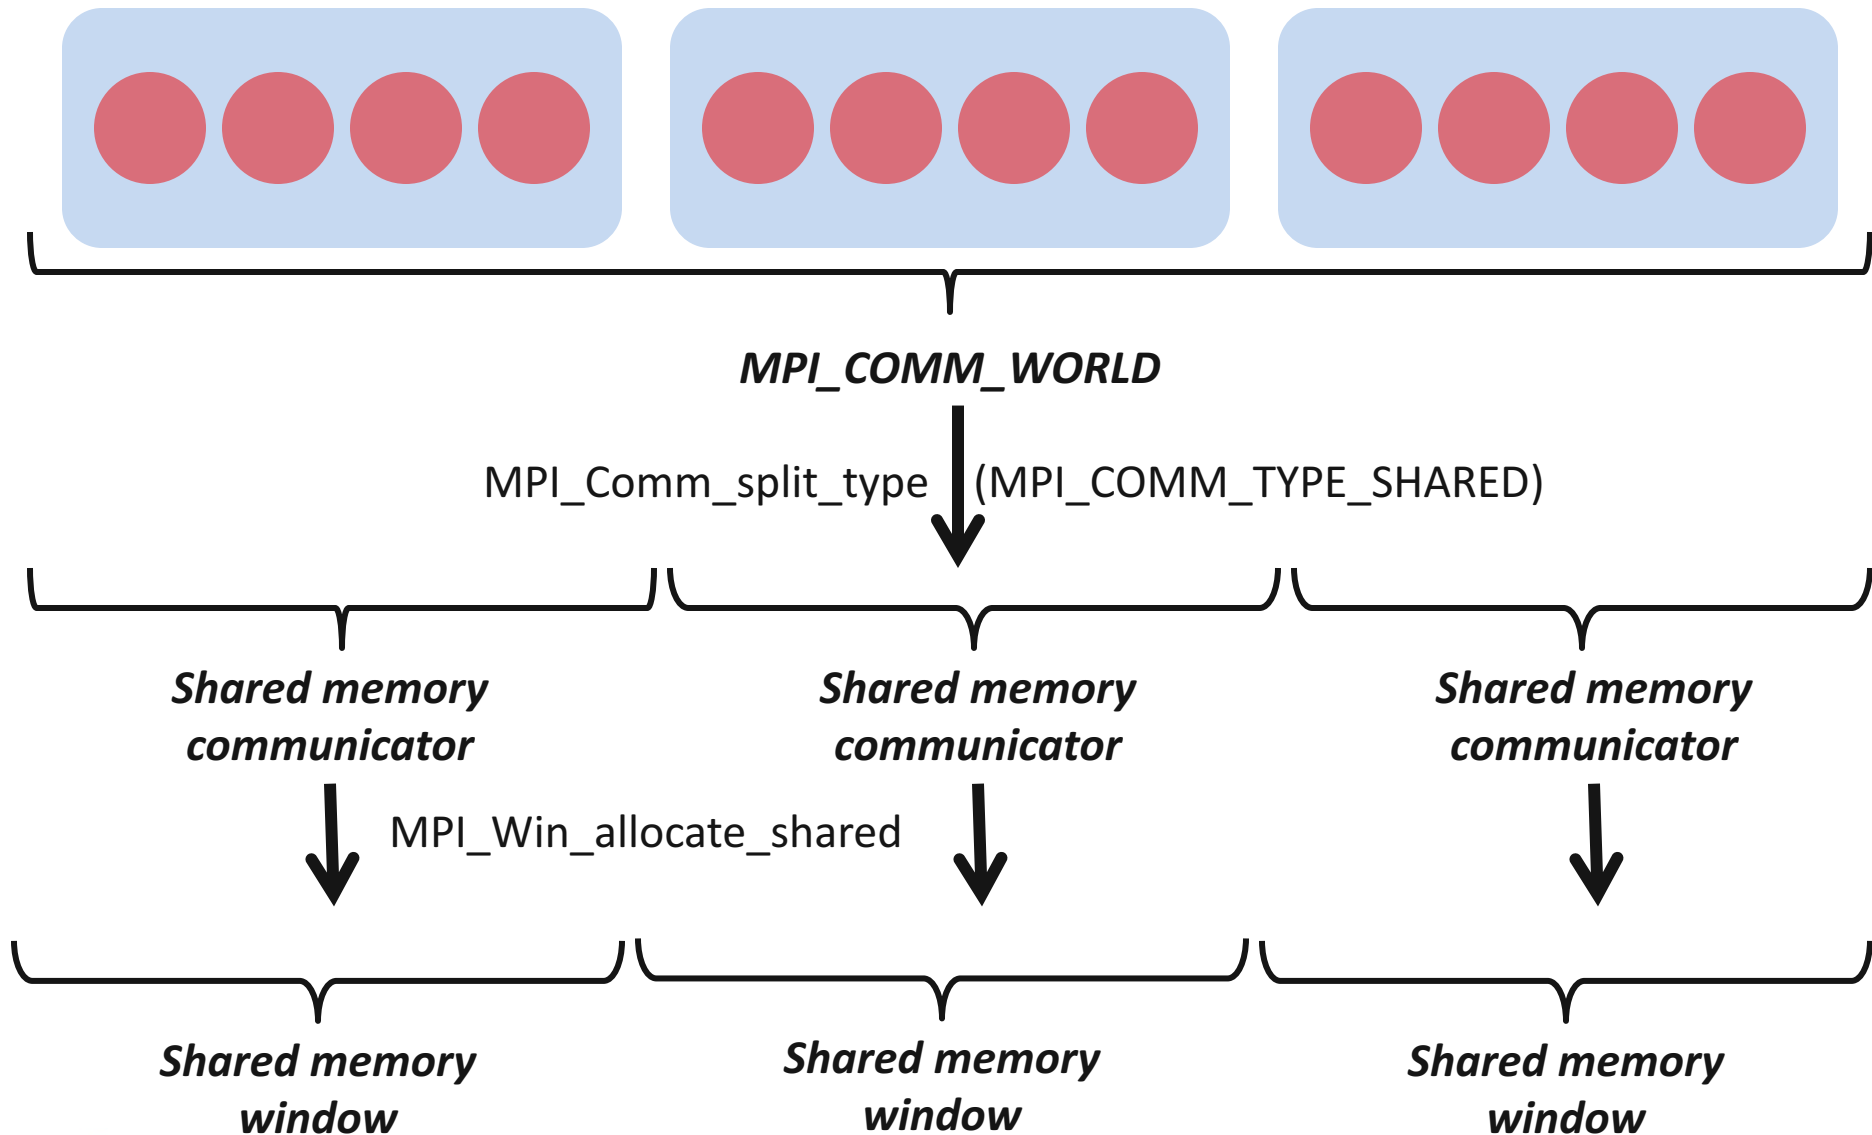 MPI_COMM_WORLD
MPI_Comm_split_type (MPI_COMM_TYPE_SHARED)
Shared memory
communicator
Shared memory
communicator
Shared memory
communicator
MPI_Win_allocate_shared
Shared memory
window
Shared memory
window
Shared memory
window